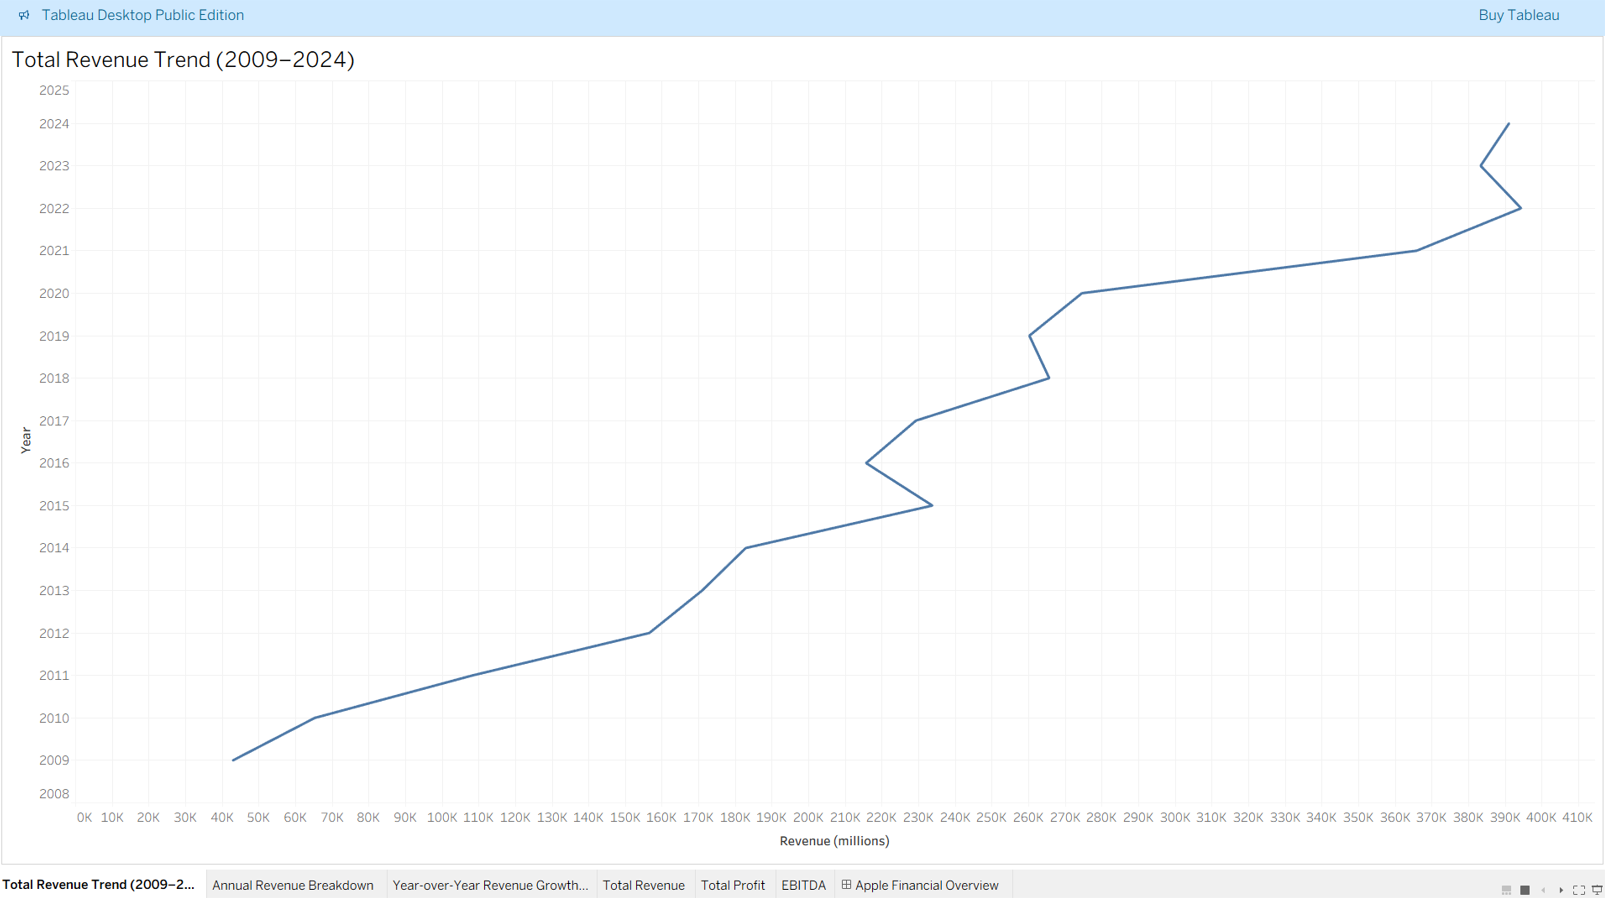 Tableau Desktop Public Edition
Buy Tableau
Total Revenue Trend (2009–2024)
2025
2024
2023
2022
2021
2020
2019
2018
2017
2016
2015
2014
2013
2012
2011
2010
2009
2008
Year
0K 10K 20K 30K 40K 50K 60K 70K 80K 90K 100K 110K 120K 130K 140K 150K 160K 170K 180K 190K 200K 210K 220K 230K 240K 250K 260K 270K 280K 290K 300K 310K 320K 330K 340K 350K 360K 370K 380K 390K 400K 410K
Revenue (millions)
Total Revenue Trend (2009–2... Annual Revenue Breakdown Year-over-Year Revenue Growth... Total Revenue Total Profit EBITDA Apple Financial Overview